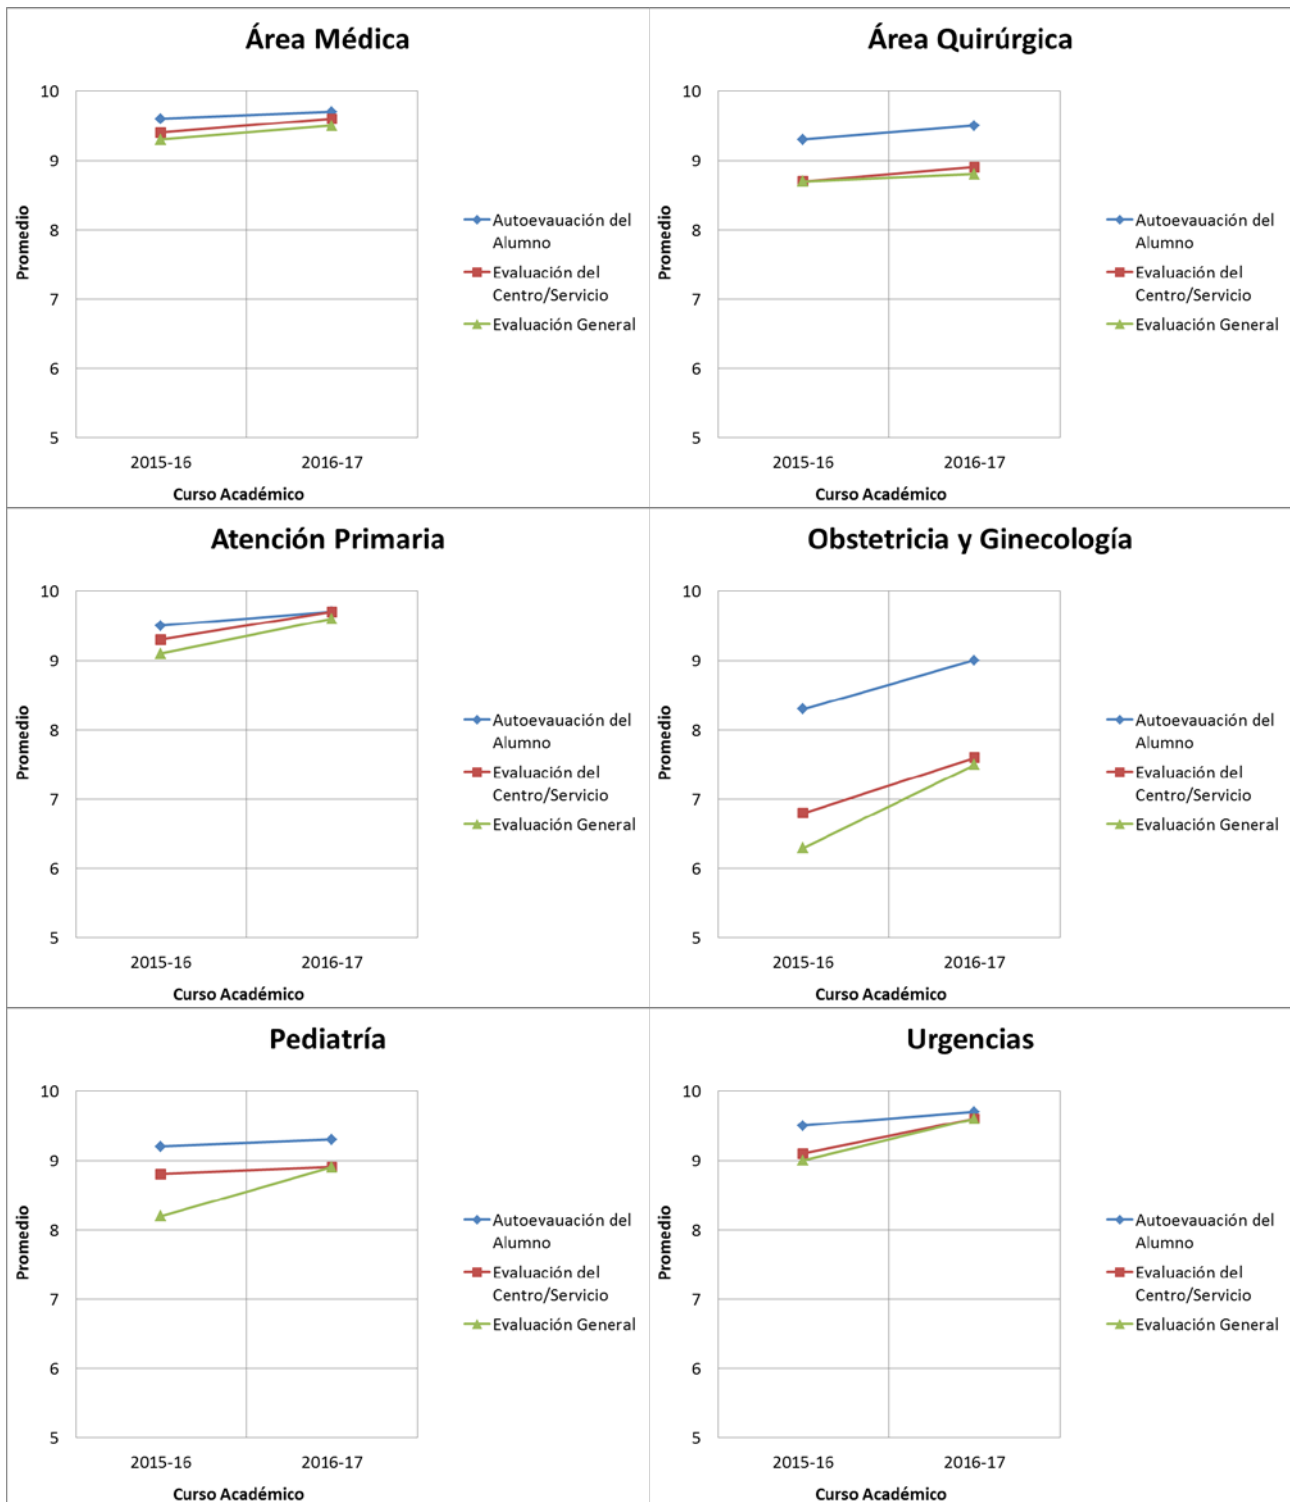 Área Médica
10
9
8
7
6
5
Promedio
2015-16
2016-17
Curso Académico
Autoevauación del
Alumno
Evaluación del
Centro/Servicio
Evaluación General
Área Quirúrgica
10
9
8
7
6
5
Promedio
2015-16
2016-17
Curso Académico
Autoevauación del
Alumno
Evaluación del
Centro/Servicio
Evaluación General
Atención Primaria
10
9
8
7
6
5
Promedio
2015-16
2016-17
Curso Académico
Autoevauación del
Alumno
Evaluación del
Centro/Servicio
Evaluación General
Obstetricia y Ginecología
10
9
8
7
6
5
Promedio
2015-16
2016-17
Curso Académico
Autoevauación del
Alumno
Evaluación del
Centro/Servicio
Evaluación General
Pediatría
10
9
8
7
6
5
Promedio
2015-16
2016-17
Curso Académico
Autoevauación del
Alumno
Evaluación del
Centro/Servicio
Evaluación General
Urgencias
10
9
8
7
6
5
Promedio
2015-16
2016-17
Curso Académico
Autoevauación del
Alumno
Evaluación del
Centro/Servicio
Evaluación General